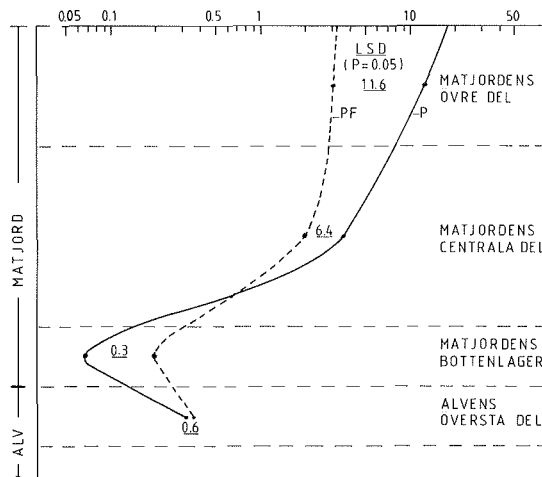 0.05 0.1 0.5 1 5 10 50
LSD
(P=0.05)
11.6
PF
P
MATJORDENS
ÖVRE DEL
6.4
MATJORDENS
CENTRALA DEL
MATJORD
0.3
MATJORDENS
BOTTENLAGER
ALVENS
ÖVERSTA DEL
0.6
ALV